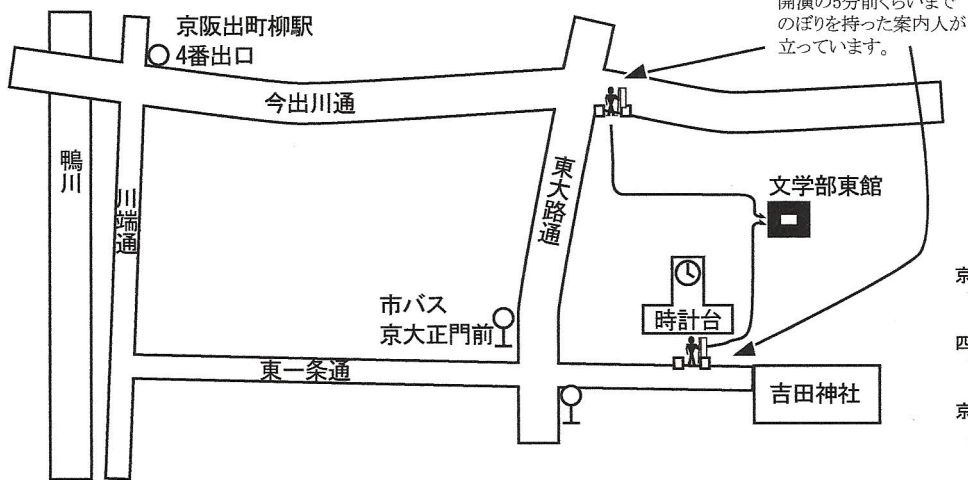 開演の5分前くらいまで
のぼりを持った案内人が
立っています。
京阪出町柳駅
4番出口
今出川通
鴨川
川端通
東大路通
文学部東館
市バス
京大正門前
時計台
東一条通
吉田神社
京
四
京